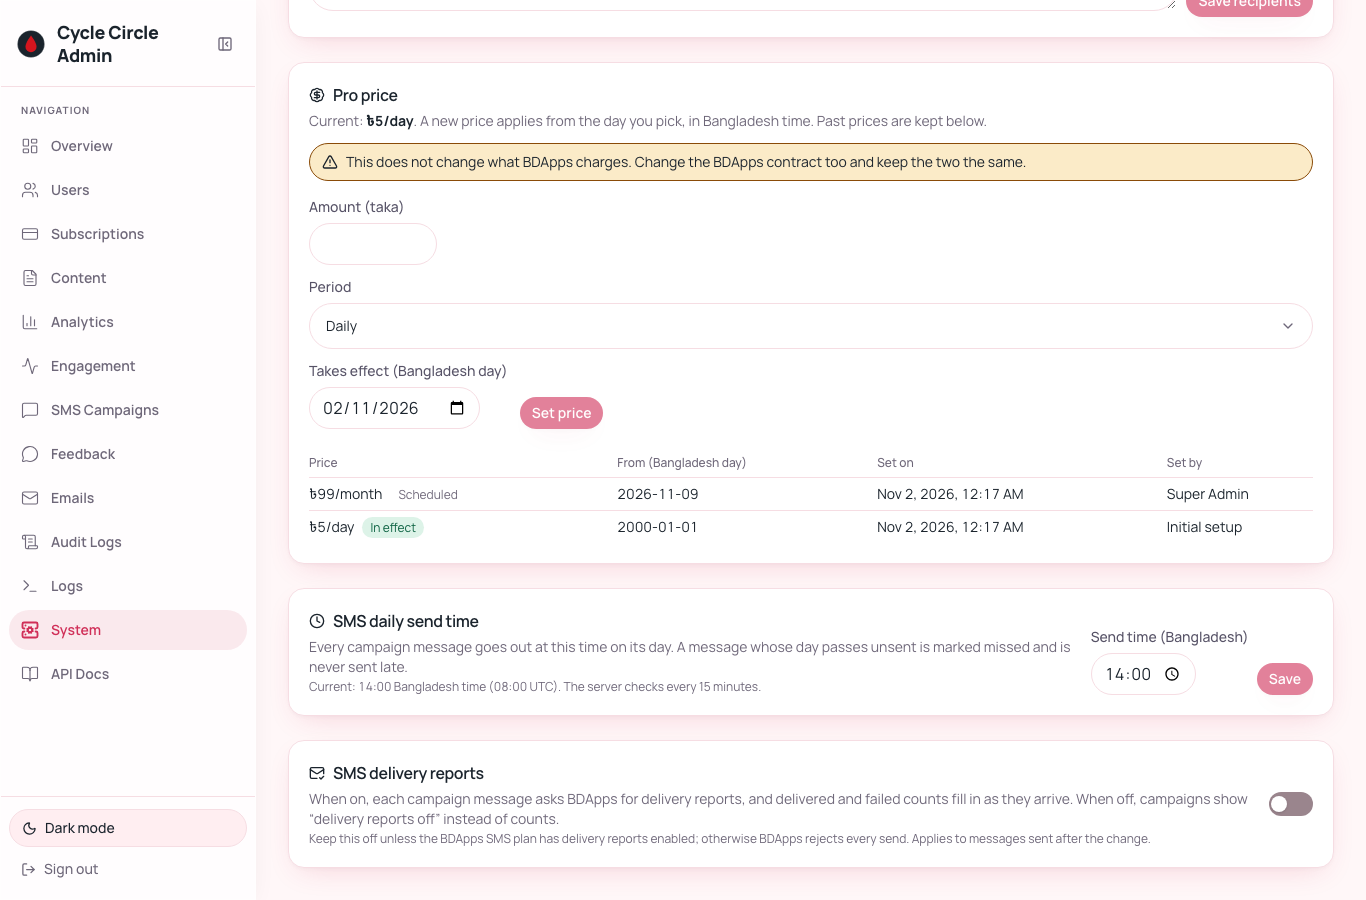 Cycle Circle
Admin
NAVIGATION
Overview
Users
Subscriptions
Content
Analytics
Engagement
SMS Campaigns
Feedback
Emails
Audit Logs
Logs
System
API Docs
Dark mode
Sign out
Save recipients
Pro price
Current: ৳5/day. A new price applies from the day you pick, in Bangladesh time. Past prices are kept below.
This does not change what BDApps charges. Change the BDApps contract too and keep the two the same.
Amount (taka)
Period
Daily
Takes effect (Bangladesh day)
02/11/2026
Set price
Price From (Bangladesh day) Set on Set by
৳99/month Scheduled 2026-11-09 Nov 2, 2026, 12:17 AM Super Admin
৳5/day In effect 2000-01-01 Nov 2, 2026, 12:17 AM Initial setup
SMS daily send time
Every campaign message goes out at this time on its day. A message whose day passes unsent is marked missed and is
never sent late.
Current: 14:00 Bangladesh time (08:00 UTC). The server checks every 15 minutes.
Send time (Bangladesh)
14:00
Save
SMS delivery reports
When on, each campaign message asks BDApps for delivery reports, and delivered and failed counts fill in as they arrive. When off, campaigns show
“delivery reports off” instead of counts.
Keep this off unless the BDApps SMS plan has delivery reports enabled; otherwise BDApps rejects every send. Applies to messages sent after the change.